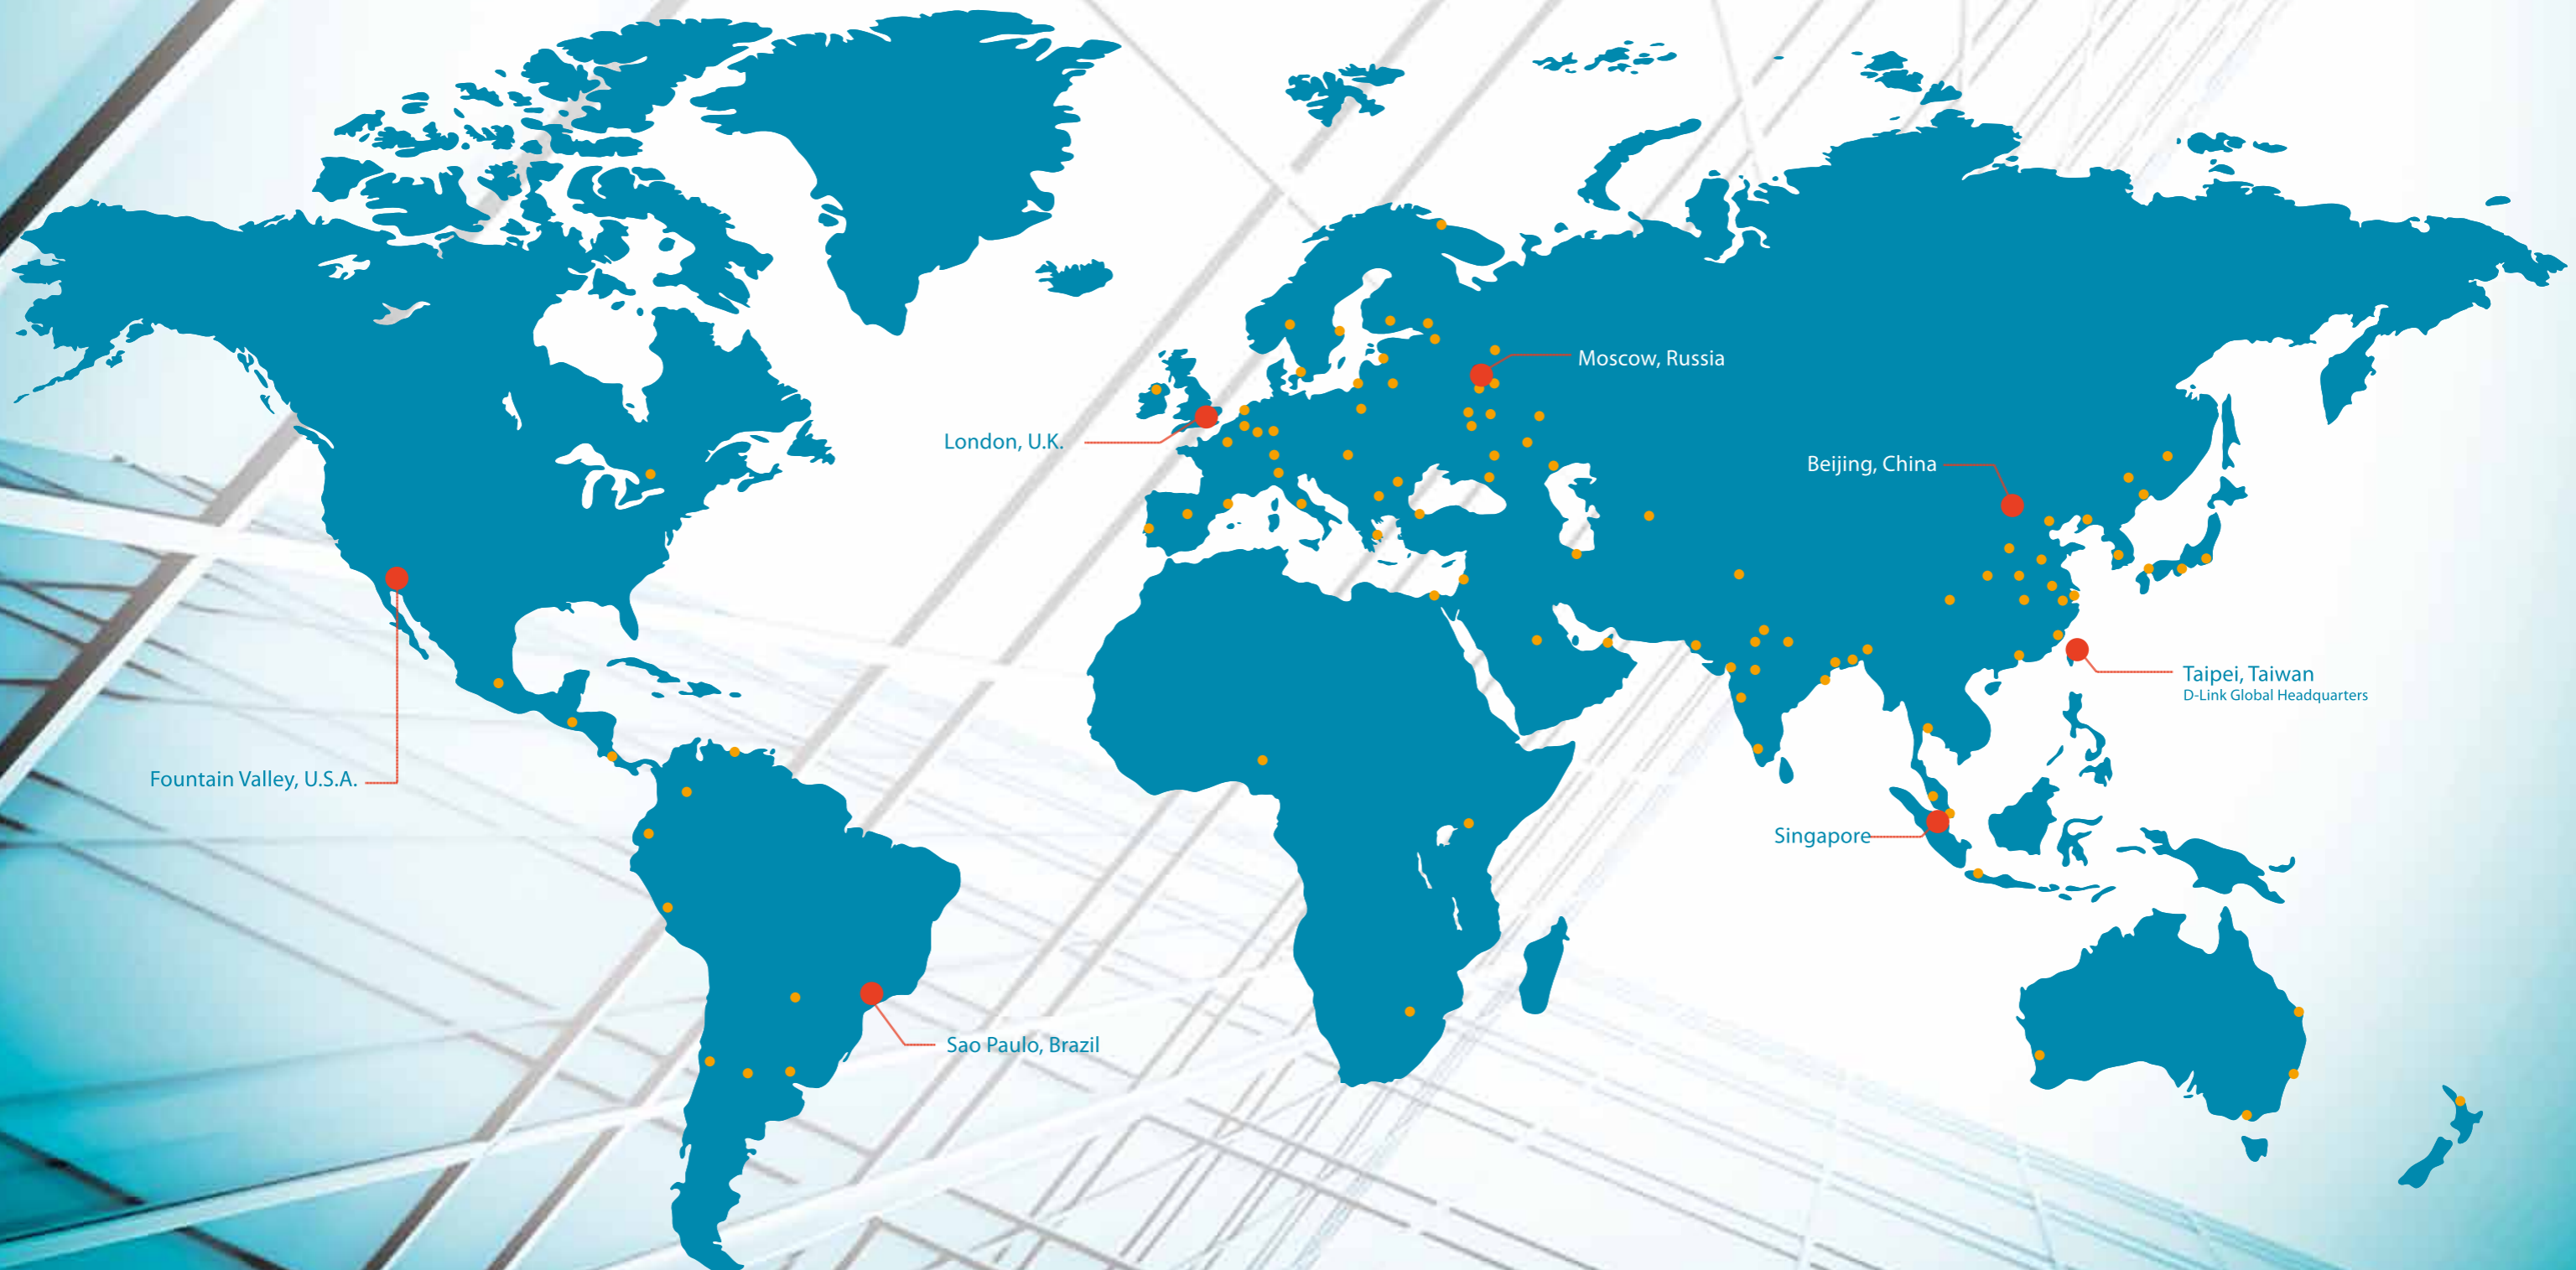 Moscow, Russia
London, U.K.
Beijing, China
Taipei, Taiwan
D-Link Global Headquarters
Fountain Valley, U.S.A.
Singapore
Sao Paulo, Brazil